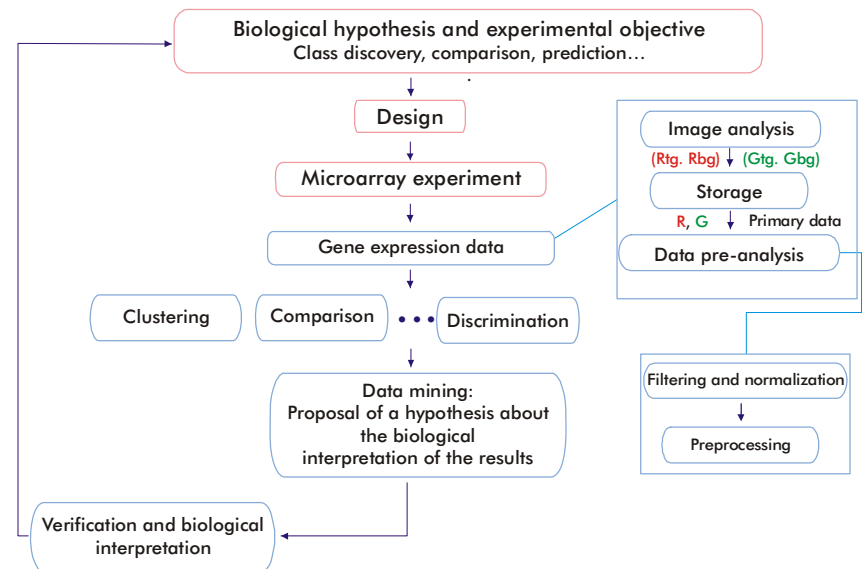 Biological hypothesis and experimental objective
Class discovery, comparison, prediction...
Design
Microarray experiment
Gene expression data
Clustering
Comparison
Discrimination
Data mining:
Proposal of a hypothesis about
the biological
interpretation of the results
Verification and biological
interpretation
Image analysis
(Rtg. Rbg) (Gtg. Gbg)
Storage
R, G Primary data
Data pre-analysis
Filtering and normalization
Preprocessing